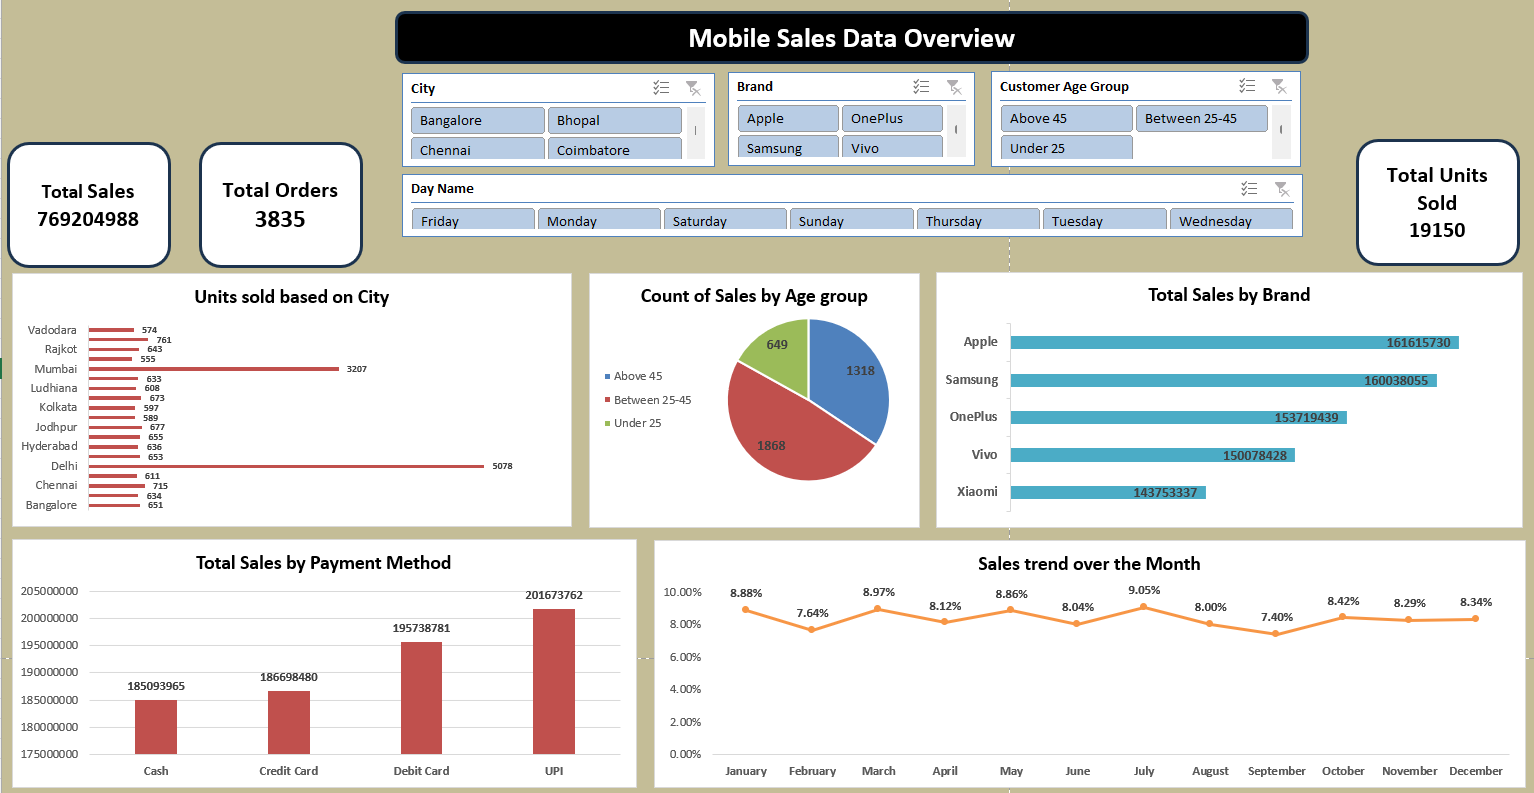 Mobile Sales Data Overview
City
Bangalore Bhopal
Chennai Coimbatore
Brand
Apple OnePlus
Samsung Vivo
Customer Age Group
Above 45 Between 25-45
Under 25
Day Name
Friday Monday Saturday Sunday Thursday Tuesday Wednesday
Total Sales
769204988
Total Orders
3835
Total Units
Sold
19150
Units sold based on City
Vadodara 574
761
Rajkot 643
555
Mumbai 3207
633
Ludhiana 608
673
Kolkata 597
589
Jodhpur 677
655
Hyderabad 636
653
Delhi 5078
611
Chennai 715
634
Bangalore 651
Count of Sales by Age group
Above 45
Between 25-45
Under 25
649
1318
1868
Total Sales by Brand
Apple 161615730
Samsung 160038055
OnePlus 153719439
Vivo 150078428
Xiaomi 143753337
Total Sales by Payment Method
205000000
200000000
195000000
190000000
185000000
180000000
175000000
185093965 186698480 195738781 201673762
Cash Credit Card Debit Card UPI
Sales trend over the Month
10.00%
8.00%
6.00%
4.00%
2.00%
0.00%
8.88% 7.64% 8.97% 8.12% 8.86% 8.04% 9.05% 8.00% 7.40% 8.42% 8.29% 8.34%
January February March April May June July August September October November December